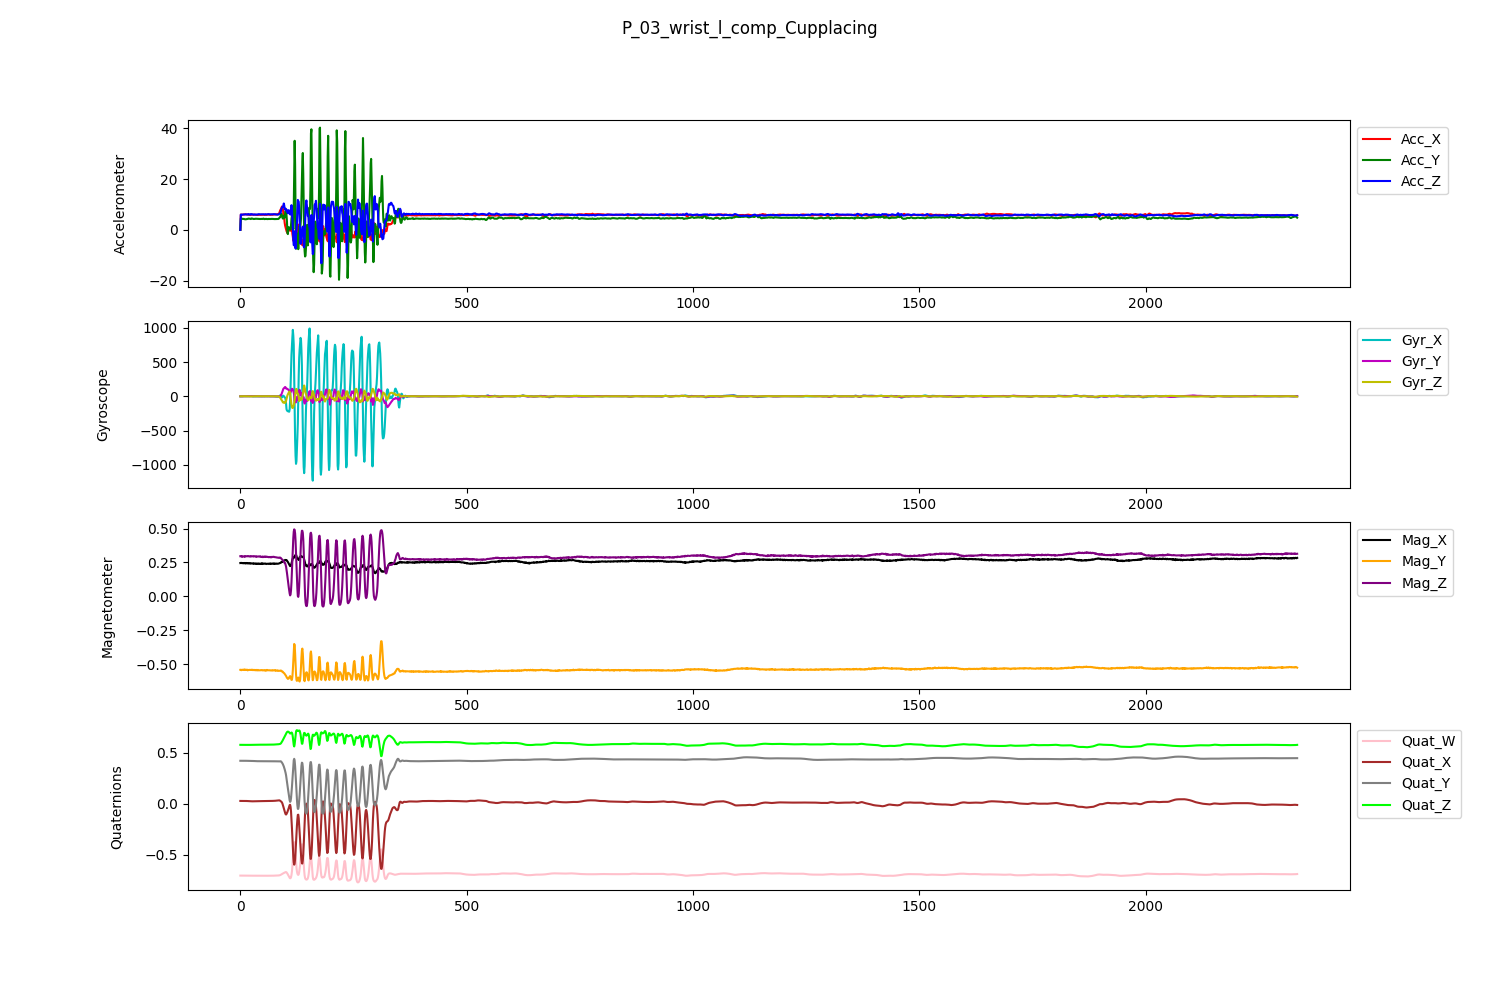 P_03_wrist_l_comp_Cupplacing
Accelerometer
40
20
0
−20
0 500 1000 1500 2000
Acc_X
Acc_Y
Acc_Z
Gyroscope
1000
500
0
−500
−1000
0 500 1000 1500 2000
Gyr_X
Gyr_Y
Gyr_Z
Magnetometer
0.50
0.25
0.00
−0.25
−0.50
0 500 1000 1500 2000
Mag_X
Mag_Y
Mag_Z
Quaternions
0.5
0.0
−0.5
0 500 1000 1500 2000
Quat_W
Quat_X
Quat_Y
Quat_Z